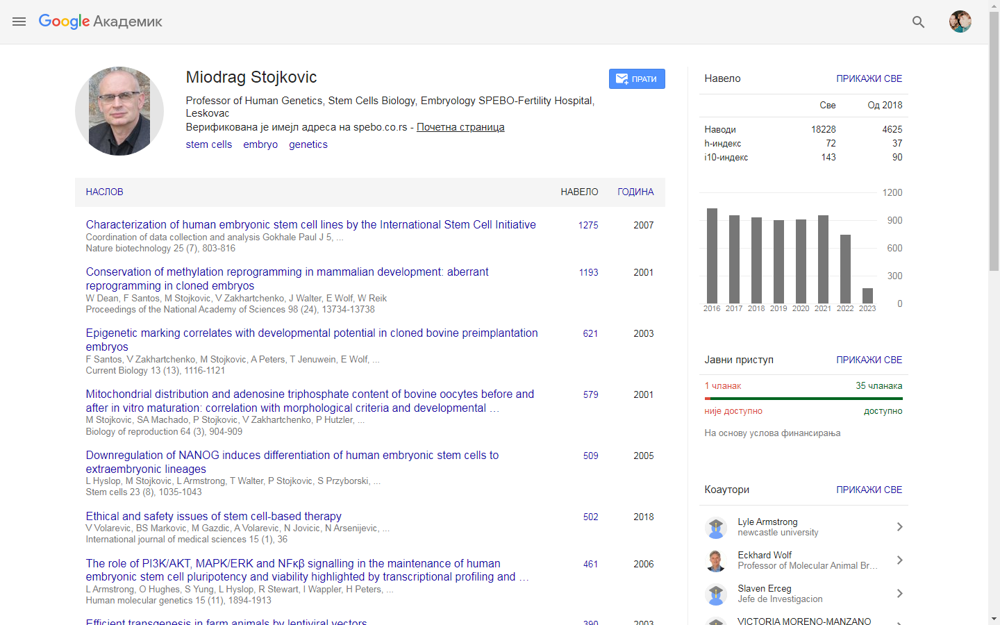 Google Академик
Miodrag Stojkovic
ПРАТИ
Professor of Human Genetics, Stem Cells Biology, Embryology SPEBO-Fertility Hospital,
Leskovac
Верификована је имејл адреса на spebo.co.rs - Почетна страница
stem cells embryo genetics
НАСЛОВ НАВЕЛО ГОДИНА
Characterization of human embryonic stem cell lines by the International Stem Cell Initiative 1275 2007
Coordination of data collection and analysis Gokhale Paul J 5, ...
Nature biotechnology 25 (7), 803-816
Conservation of methylation reprogramming in mammalian development: aberrant 1193 2001
reprogramming in cloned embryos
W Dean, F Santos, M Stojkovic, V Zakhartchenko, J Walter, E Wolf, W Reik
Proceedings of the National Academy of Sciences 98 (24), 13734-13738
Epigenetic marking correlates with developmental potential in cloned bovine preimplantation 621 2003
embryos
F Santos, V Zakhartchenko, M Stojkovic, A Peters, T Jenuwein, E Wolf, ...
Current Biology 13 (13), 1116-1121
Mitochondrial distribution and adenosine triphosphate content of bovine oocytes before and 579 2001
after in vitro maturation: correlation with morphological criteria and developmental …
M Stojkovic, SA Machado, P Stojkovic, V Zakhartchenko, P Hutzler, ...
Biology of reproduction 64 (3), 904-909
Downregulation of NANOG induces differentiation of human embryonic stem cells to 509 2005
extraembryonic lineages
L Hyslop, M Stojkovic, L Armstrong, T Walter, P Stojkovic, S Przyborski, ...
Stem cells 23 (8), 1035-1043
Ethical and safety issues of stem cell-based therapy 502 2018
V Volarevic, BS Markovic, M Gazdic, A Volarevic, N Jovicic, N Arsenijevic, ...
International journal of medical sciences 15 (1), 36
The role of PI3K/AKT, MAPK/ERK and NFκβ signalling in the maintenance of human 461 2006
embryonic stem cell pluripotency and viability highlighted by transcriptional profiling and …
L Armstrong, O Hughes, S Yung, L Hyslop, R Stewart, I Wappler, H Peters, ...
Human molecular genetics 15 (11), 1894-1913
Efficient transgenesis in farm animals by lentiviral vectors 390 2003
Навело ПРИКАЖИ СВЕ
Све Од 2018
Наводи 18228 4625
h-индекс 72 37
i10-индекс 143 90
1200
900
600
300
0
2016 2017 2018 2019 2020 2021 2022 2023
Јавни приступ ПРИКАЖИ СВЕ
1 чланак 35 чланака
није доступно доступно
На основу услова финансирања
Коаутори ПРИКАЖИ СВЕ
Lyle Armstrong
newcastle university
Eckhard Wolf
Professor of Molecular Animal Br...
Slaven Erceg
Jefe de Investigacion
VICTORIA MORENO-MANZANO